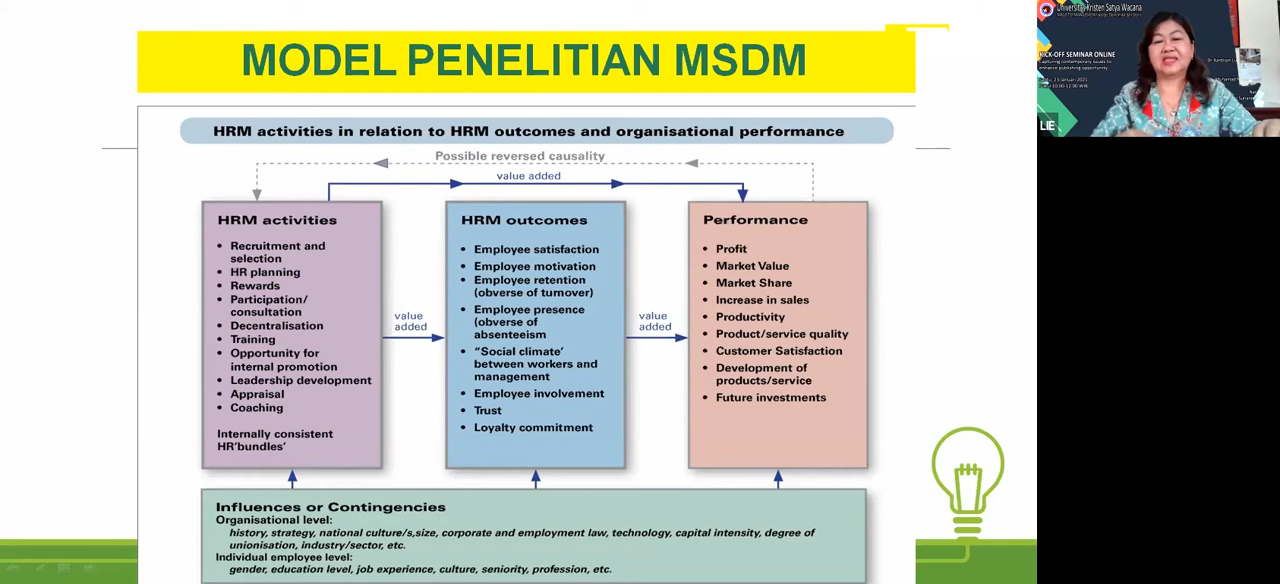 MODEL PENELITIAN MSDM
HRM activities in relation to HRM outcomes and organisational performance
Possible reversed causality
value added
HRM activities
• Recruitment and
selection
• HR planning
• Rewards
• Participation/
consultation
• Decentralisation
• Training
• Opportunity for
internal promotion
• Leadership development
• Appraisal
• Coaching
Internally consistent
HR'bundles'
value
added
HRM outcomes
• Employee satisfaction
• Employee motivation
• Employee retention
(obverse of turnover)
• Employee presence
(obverse of
absenteeism
• "Social climate'
between workers and
management
• Employee involvement
• Trust
• Loyalty commitment
value
added
Performance
• Profit
• Market Value
• Market Share
• Increase in sales
• Productivity
• Product/service quality
• Customer Satisfaction
• Development of
products/service
• Future investments
Influences or Contingencies
Organisational level:
history, strategy, national culture/s,size, corporate and employment law, technology, capital intensity, degree of
unionisation, industry/sector, etc.
Individual employee level:
gender, education level, job experience, culture, seniority, profession, etc.
Universitas Kristen Satya Wacana
KICK-OFF SEMINAR ONLINE
Capturing contemporary issues to
enhance publishing opportunity
LIE